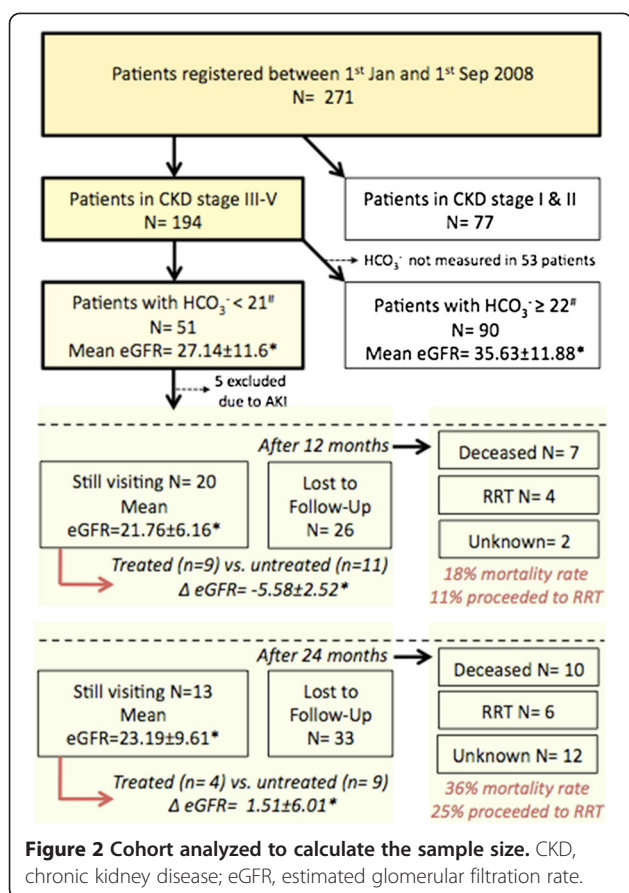 Patients registered between 1st Jan and 1st Sep 2008
N= 271
Patients in CKD stage III-V
N= 194
Patients in CKD stage I & II
N= 77
HCO₃⁻ not measured in 53 patients
Patients with HCO₃⁻ < 21#
N= 51
Mean eGFR= 27.14±11.6*
Patients with HCO₃⁻ ≥ 22#
N= 90
Mean eGFR= 35.63±11.88*
5 excluded
due to AKI
After 12 months
Still visiting N= 20
Mean
eGFR=21.76±6.16*
Lost to
Follow-Up
N= 26
Deceased N= 7
RRT N= 4
Unknown= 2
Treated (n=9) vs. untreated (n=11)
Δ eGFR= -5.58±2.52*
18% mortality rate
11% proceeded to RRT
After 24 months
Still visiting N=13
Mean
eGFR=23.19±9.61*
Lost to
Follow-Up
N= 33
Deceased N= 10
RRT N= 6
Unknown N= 12
Treated (n= 4) vs. untreated (n= 9)
Δ eGFR= 1.51±6.01*
36% mortality rate
25% proceeded to RRT
Figure 2 Cohort analyzed to calculate the sample size. CKD,
chronic kidney disease; eGFR, estimated glomerular filtration rate.